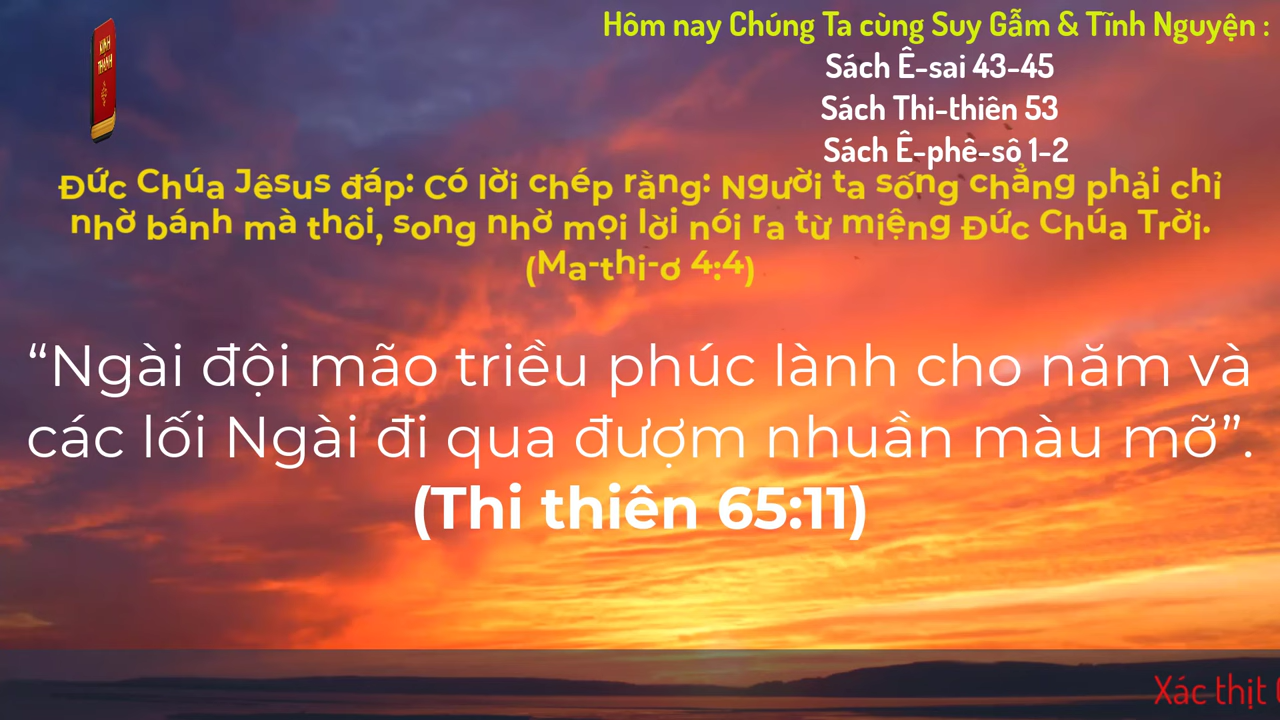 Hôm nay Chúng Ta cùng Suy Gẫm & Tĩnh Nguyện :
Sách Ê-sai 43-45
Sách Thi-thiên 53
Sách Ê-phê-sô 1-2
KINH
THÁNH
Đức Chúa Jêsus đáp: Có lời chép rằng: Người ta sống chẳng phải chỉ
nhờ bánh mà thôi, song nhờ mọi lời nói ra từ miệng Đức Chúa Trời.
(Ma-thi-ơ 4:4)
“Ngài đội mão triều phúc lành cho năm và
các lối Ngài đi qua đượm nhuần màu mỡ”.
(Thi thiên 65:11)
Xác thịt